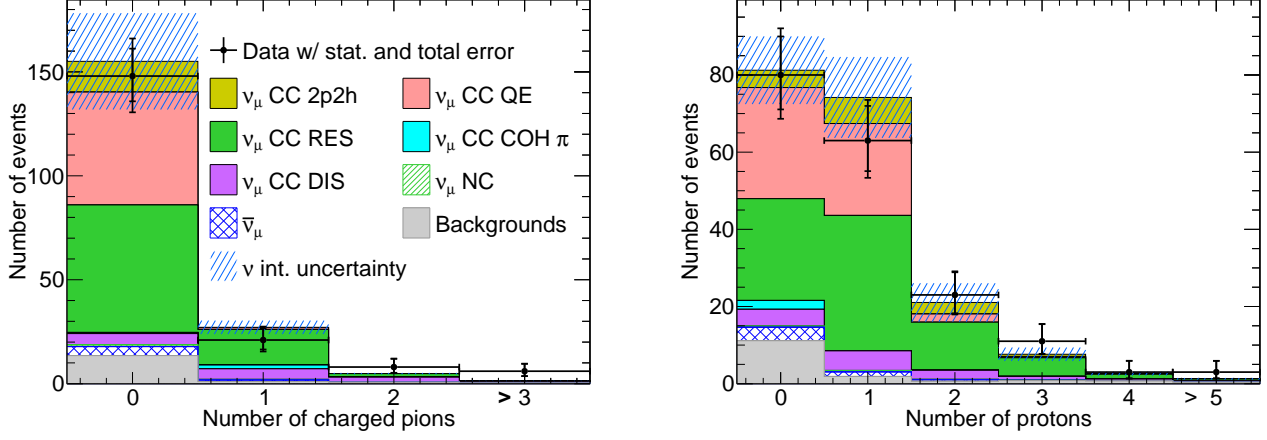 Number of events
150
100
50
0
Data w/ stat. and total error
ν_μ CC 2p2h
ν_μ CC QE
ν_μ CC RES
ν_μ CC COH π
ν_μ CC DIS
ν_μ NC
ν̅_μ
Backgrounds
ν int. uncertainty
0 1 2 > 3
Number of charged pions
Number of events
80
60
40
20
0
0 1 2 3 4 > 5
Number of protons